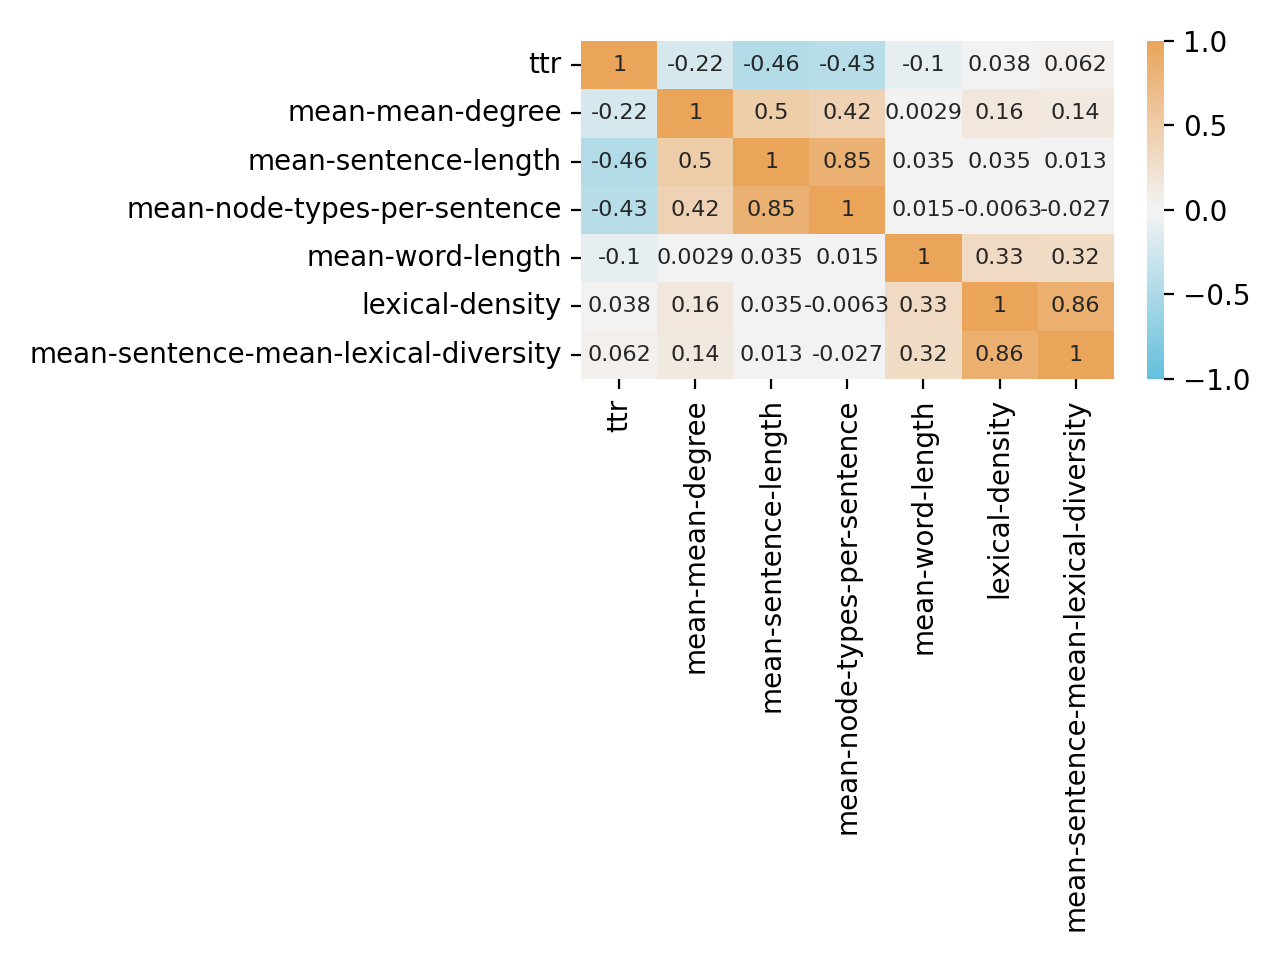 ttr 1 -0.22 -0.46 -0.43 -0.1 0.038 0.062
mean-mean-degree -0.22 1 0.5 0.42 0.0029 0.16 0.14
mean-sentence-length -0.46 0.5 1 0.85 0.035 0.035 0.013
mean-node-types-per-sentence -0.43 0.42 0.85 1 0.015 -0.0063 -0.027
mean-word-length -0.1 0.0029 0.035 0.015 1 0.33 0.32
lexical-density 0.038 0.16 0.035 -0.0063 0.33 1 0.86
mean-sentence-mean-lexical-diversity 0.062 0.14 0.013 -0.027 0.32 0.86 1
ttr
mean-mean-degree
mean-sentence-length
mean-node-types-per-sentence
mean-word-length
lexical-density
mean-sentence-mean-lexical-diversity
1.0
0.5
0.0
−0.5
−1.0